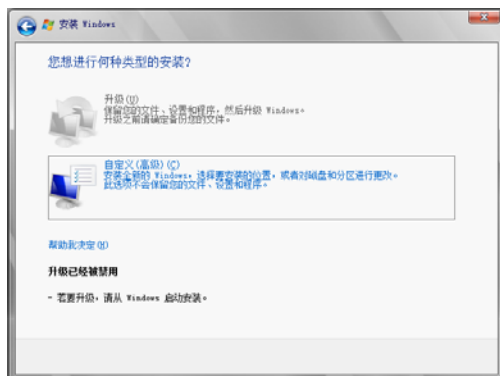 安装 Windows
您想进行何种类型的安装?
升级(U)
保留您的文件、设置和程序，然后升级 Windows。
升级之前请确定备份您的文件。
自定义(高级)(C)
安装全新的 Windows，选择要安装的位置，或者对磁盘和分区进行更改。
此选项不会保留您的文件、设置和程序。
帮助我决定(H)
升级已经被禁用
- 若要升级，请从 Windows 启动安装。